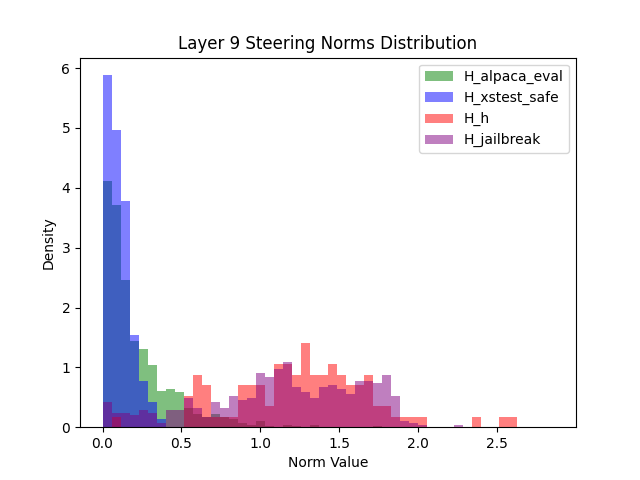 Layer 9 Steering Norms Distribution
H_alpaca_eval
H_xstest_safe
H_h
H_jailbreak
6
5
4
3
2
1
0
Density
0.0 0.5 1.0 1.5 2.0 2.5
Norm Value